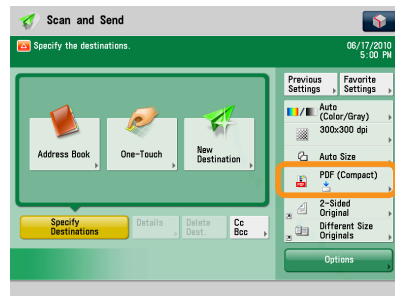 Scan and Send
Specify the destinations.
06/17/2010
5:00 PM
Previous
Settings
Favorite
Settings
Auto
(Color/Gray)
300x300 dpi
Auto Size
PDF (Compact)
PDF
2-Sided
Original
Different Size
Originals
Options
Address Book
One-Touch
New
Destination
Specify
Destinations
Details
Delete
Dest.
Cc
Bcc